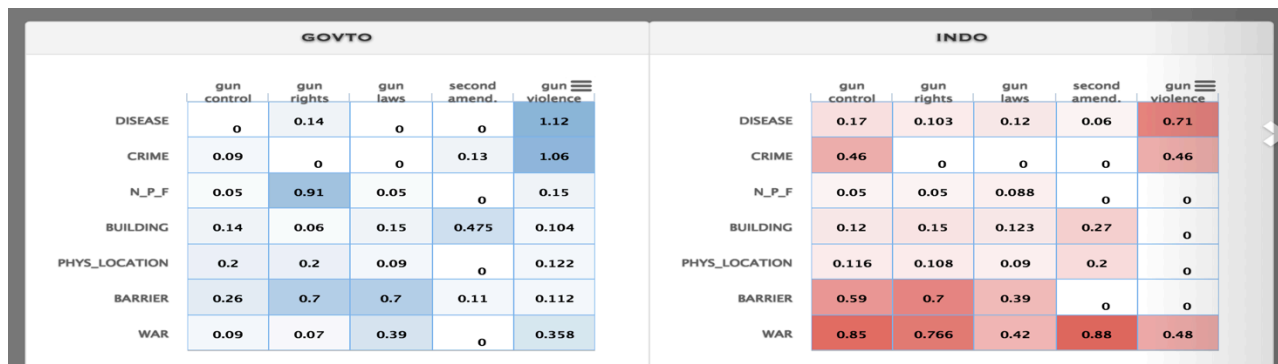 GOVTO INDO
gun control gun rights gun laws second amend. gun violence gun control gun rights gun laws second amend. gun violence
DISEASE 0 0.14 0 0 1.12 DISEASE 0.17 0.103 0.12 0.06 0.71
CRIME 0.09 0 0 0.13 1.06 CRIME 0.46 0 0 0 0.46
N_P_F 0.05 0.91 0.05 0 0.15 N_P_F 0.05 0.05 0.088 0 0
BUILDING 0.14 0.06 0.15 0.475 0.104 BUILDING 0.12 0.15 0.123 0.27 0
PHYS_LOCATION 0.2 0.2 0.09 0 0.122 PHYS_LOCATION 0.116 0.108 0.09 0.2 0
BARRIER 0.26 0.7 0.7 0.11 0.112 BARRIER 0.59 0.7 0.39 0 0
WAR 0.09 0.07 0.39 0 0.358 WAR 0.85 0.766 0.42 0.88 0.48